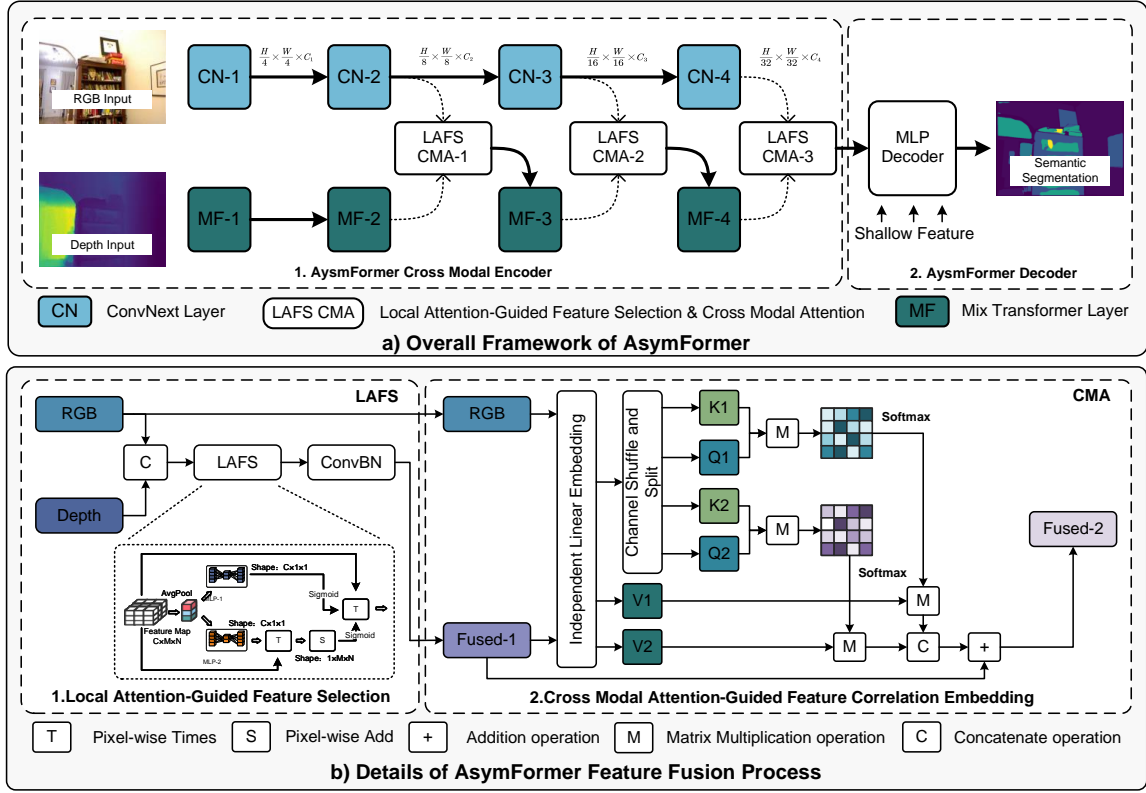 RGB Input
CN-1
H/4 × W/4 × C₁
CN-2
H/8 × W/8 × C₂
CN-3
H/16 × W/16 × C₃
CN-4
H/32 × W/32 × C₄
LAFS
CMA-1
LAFS
CMA-2
LAFS
CMA-3
MLP
Decoder
Semantic
Segmentation
Depth Input
MF-1
MF-2
MF-3
MF-4
Shallow Feature
1. AysmFormer Cross Modal Encoder
2. AysmFormer Decoder
CN
ConvNext Layer
LAFS CMA
Local Attention-Guided Feature Selection & Cross Modal Attention
MF
Mix Transformer Layer
a) Overall Framework of AsymFormer
LAFS
RGB
C
LAFS
ConvBN
Depth
AvgPool
MLP-1
Shape: C×1×1
Sigmoid
T
Feature Map
C×M×N
MLP-2
Shape: C×1×1
T
S
Sigmoid
Shape: 1×M×N
1.Local Attention-Guided Feature Selection
CMA
RGB
Fused-1
Independent Linear Embedding
Channel Shuffle and
Split
K1
Q1
M
Softmax
K2
Q2
M
Softmax
V1
M
V2
M
C
+
Fused-2
2.Cross Modal Attention-Guided Feature Correlation Embedding
T
Pixel-wise Times
S
Pixel-wise Add
+
Addition operation
M
Matrix Multiplication operation
C
Concatenate operation
b) Details of AsymFormer Feature Fusion Process